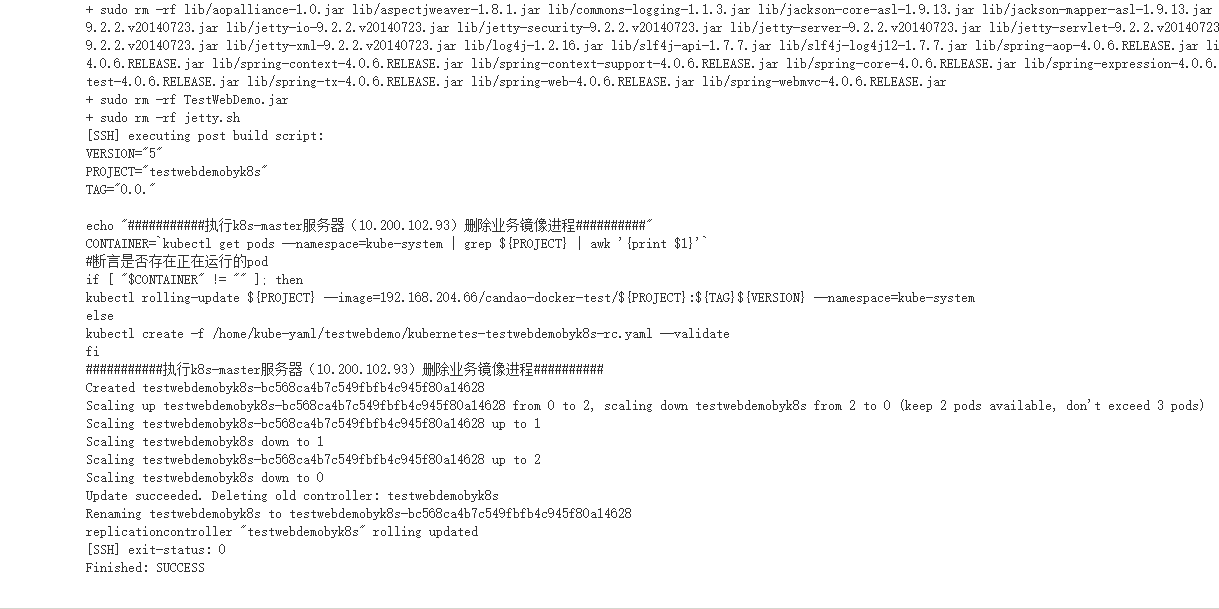 + sudo rm -rf lib/aopalliance-1.0.jar lib/aspectjweaver-1.8.1.jar lib/commons-logging-1.1.3.jar lib/jackson-core-asl-1.9.13.jar lib/jackson-mapper-asl-1.9.13.jar
9.2.2.v20140723.jar lib/jetty-io-9.2.2.v20140723.jar lib/jetty-security-9.2.2.v20140723.jar lib/jetty-server-9.2.2.v20140723.jar lib/jetty-servlet-9.2.2.v20140723
9.2.2.v20140723.jar lib/jetty-xml-9.2.2.v20140723.jar lib/log4j-1.2.16.jar lib/slf4j-api-1.7.7.jar lib/slf4j-log4j12-1.7.7.jar lib/spring-aop-4.0.6.RELEASE.jar li
4.0.6.RELEASE.jar lib/spring-context-4.0.6.RELEASE.jar lib/spring-context-support-4.0.6.RELEASE.jar lib/spring-core-4.0.6.RELEASE.jar lib/spring-expression-4.0.6.
test-4.0.6.RELEASE.jar lib/spring-tx-4.0.6.RELEASE.jar lib/spring-web-4.0.6.RELEASE.jar lib/spring-webmvc-4.0.6.RELEASE.jar
+ sudo rm -rf TestWebDemo.jar
+ sudo rm -rf jetty.sh
[SSH] executing post build script:
VERSION="5"
PROJECT="testwebdemobyk8s"
TAG="0.0."
echo "###########执行k8s-master服务器（10.200.102.93）删除业务镜像进程##########"
CONTAINER=`kubectl get pods --namespace=kube-system | grep ${PROJECT} | awk '{print $1}'`
#断言是否存在正在运行的pod
if [ "$CONTAINER" != "" ]; then
kubectl rolling-update ${PROJECT} --image=192.168.204.66/candao-docker-test/${PROJECT}:${TAG}${VERSION} --namespace=kube-system
else
kubectl create -f /home/kube-yaml/testwebdemo/kubernetes-testwebdemobyk8s-rc.yaml --validate
fi
###########执行k8s-master服务器（10.200.102.93）删除业务镜像进程##########
Created testwebdemobyk8s-bc568ca4b7c549fbfb4c945f80a14628
Scaling up testwebdemobyk8s-bc568ca4b7c549fbfb4c945f80a14628 from 0 to 2, scaling down testwebdemobyk8s from 2 to 0 (keep 2 pods available, don't exceed 3 pods)
Scaling testwebdemobyk8s-bc568ca4b7c549fbfb4c945f80a14628 up to 1
Scaling testwebdemobyk8s down to 1
Scaling testwebdemobyk8s-bc568ca4b7c549fbfb4c945f80a14628 up to 2
Scaling testwebdemobyk8s down to 0
Update succeeded. Deleting old controller: testwebdemobyk8s
Renaming testwebdemobyk8s to testwebdemobyk8s-bc568ca4b7c549fbfb4c945f80a14628
replicationcontroller "testwebdemobyk8s" rolling updated
[SSH] exit-status: 0
Finished: SUCCESS